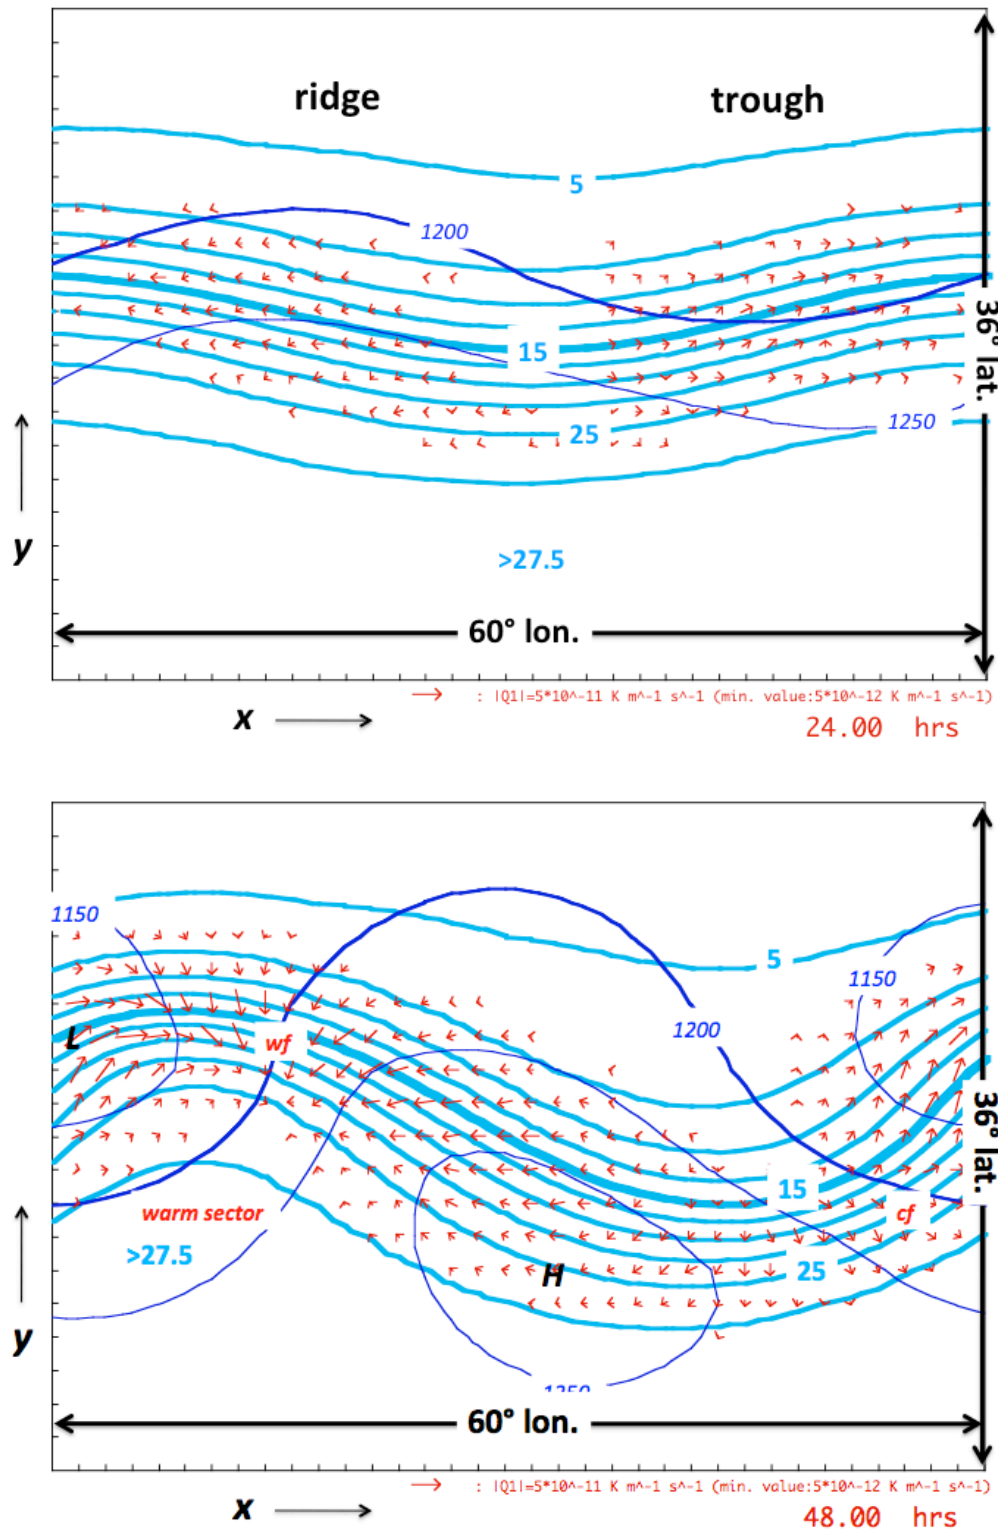 ridge trough
5
1200
15
36° lat.
1250
25
y
>27.5
60° lon.
: |Q1|=5*10^-11 K m^-1 s^-1 (min. value:5*10^-12 K m^-1 s^-1)
x
24.00 hrs
1150
5
1150
L
wf
1200
36° lat.
15
warm sector
cf
>27.5
25
H
y
1250
60° lon.
: |Q1|=5*10^-11 K m^-1 s^-1 (min. value:5*10^-12 K m^-1 s^-1)
x
48.00 hrs